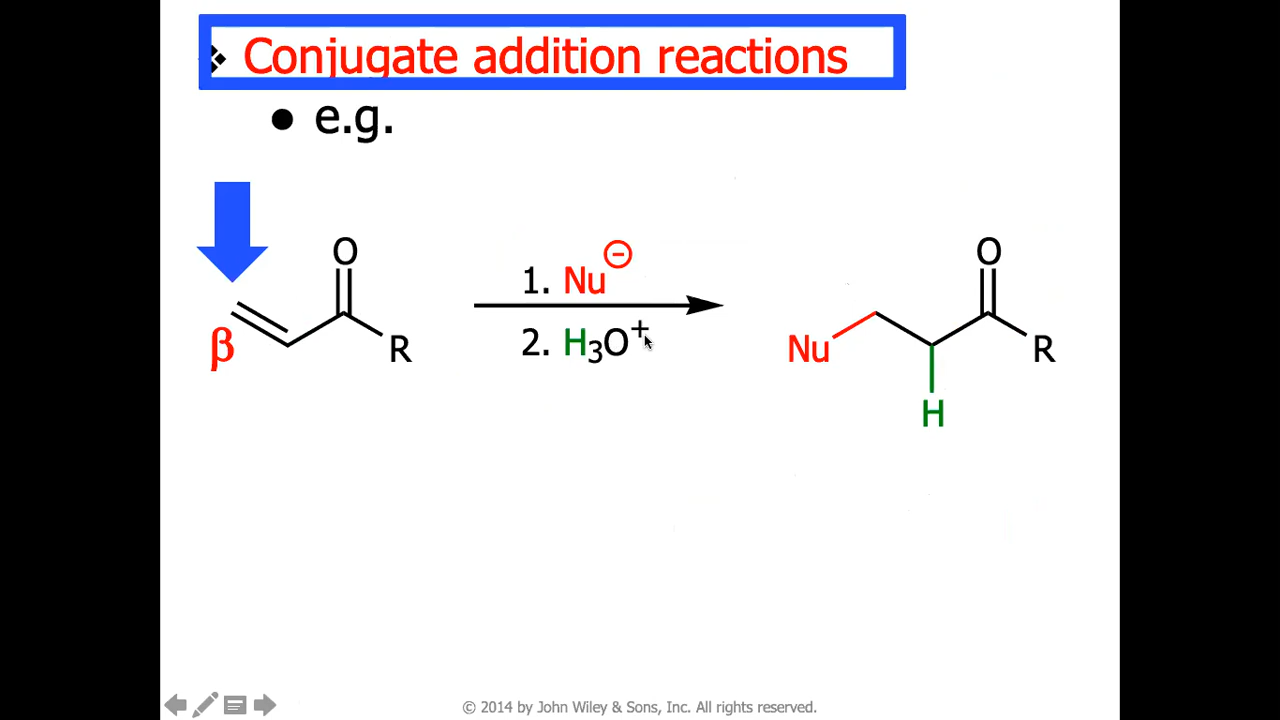 ❖ Conjugate addition reactions
● e.g.
O
β
R
1. Nu⊖
2. H₃O⁺
O
Nu
R
H
© 2014 by John Wiley & Sons, Inc. All rights reserved.